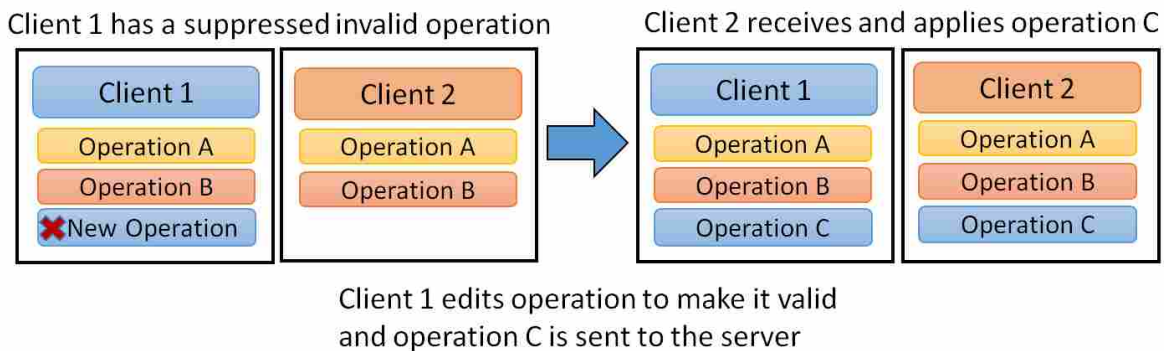 Client 1 has a suppressed invalid operation
Client 1
Operation A
Operation B
New Operation
Client 2
Operation A
Operation B
Client 2 receives and applies operation C
Client 1
Operation A
Operation B
Operation C
Client 2
Operation A
Operation B
Operation C
Client 1 edits operation to make it valid
and operation C is sent to the server